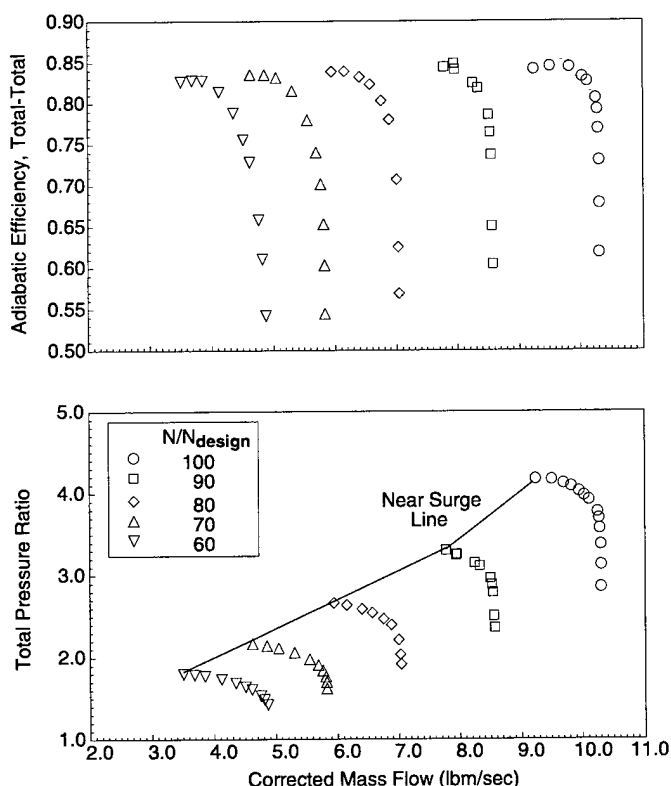 Adiabatic Efficiency, Total-Total
0.90
0.85
0.80
0.75
0.70
0.65
0.60
0.55
0.50
Total Pressure Ratio
5.0
4.0
3.0
2.0
1.0
N/Ndesign
100
90
80
70
60
Near Surge
Line
2.0 3.0 4.0 5.0 6.0 7.0 8.0 9.0 10.0 11.0
Corrected Mass Flow (lbm/sec)